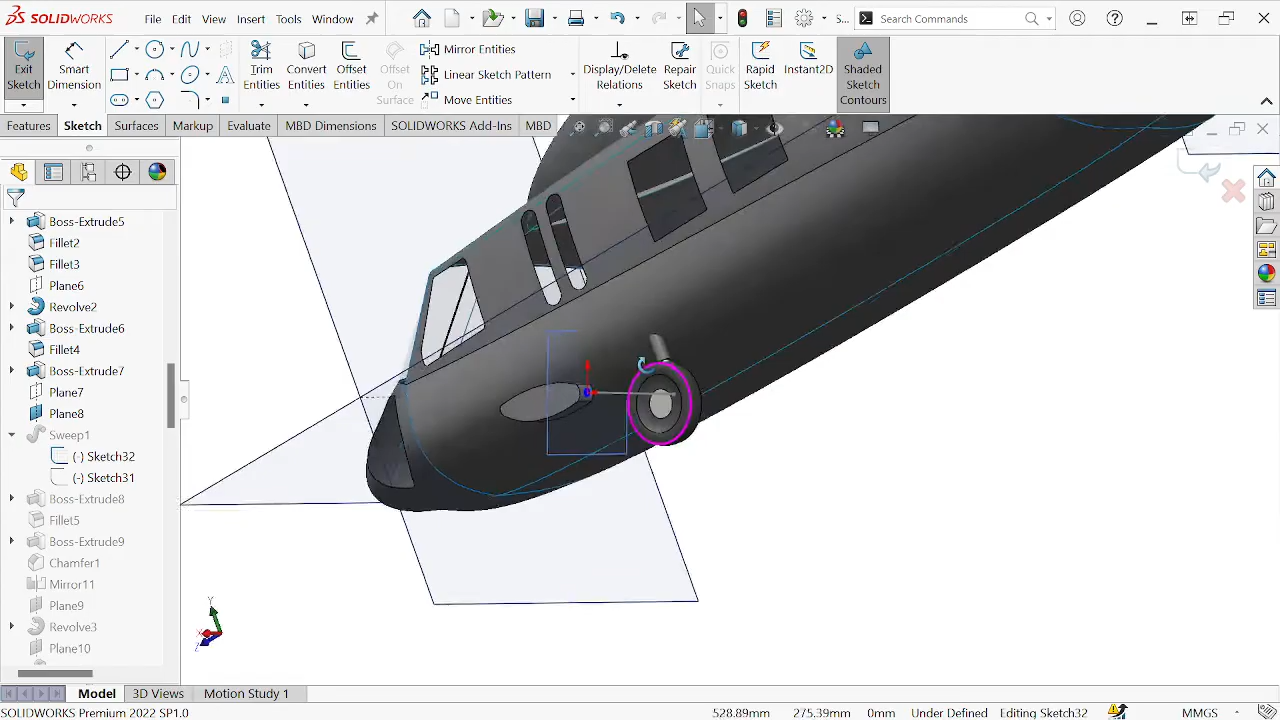 SOLIDWORKS
File Edit View Insert Tools Window
S...
Search Commands
Exit Sketch
Smart Dimension
Trim Entities
Convert Entities
Offset Entities
Offset On Surface
Mirror Entities
Linear Sketch Pattern
Move Entities
Display/Delete Relations
Repair Sketch
Quick Snaps
Rapid Sketch
Instant2D
Shaded Sketch Contours
Features Sketch Surfaces Markup Evaluate MBD Dimensions SOLIDWORKS Add-Ins MBD
Boss-Extrude5
Fillet2
Fillet3
Plane6
Revolve2
Boss-Extrude6
Fillet4
Boss-Extrude7
Plane7
Plane8
Sweep1
(-) Sketch32
(-) Sketch31
Boss-Extrude8
Fillet5
Boss-Extrude9
Chamfer1
Mirror11
Plane9
Revolve3
Plane10
Y
X
Z
Model 3D Views Motion Study 1
SOLIDWORKS Premium 2022 SP1.0
528.89mm 275.39mm 0mm Under Defined Editing Sketch32 MMGS